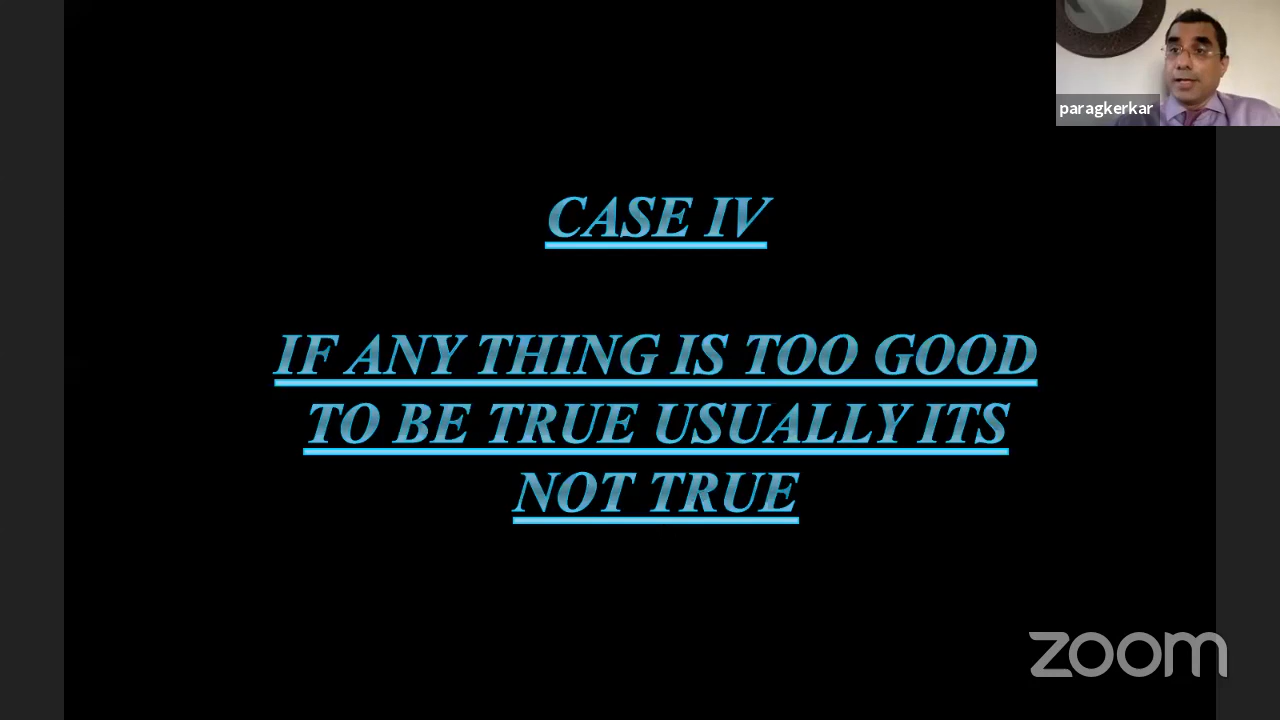 paragkerkar
CASE IV
IF ANY THING IS TOO GOOD
TO BE TRUE USUALLY ITS
NOT TRUE
zoom